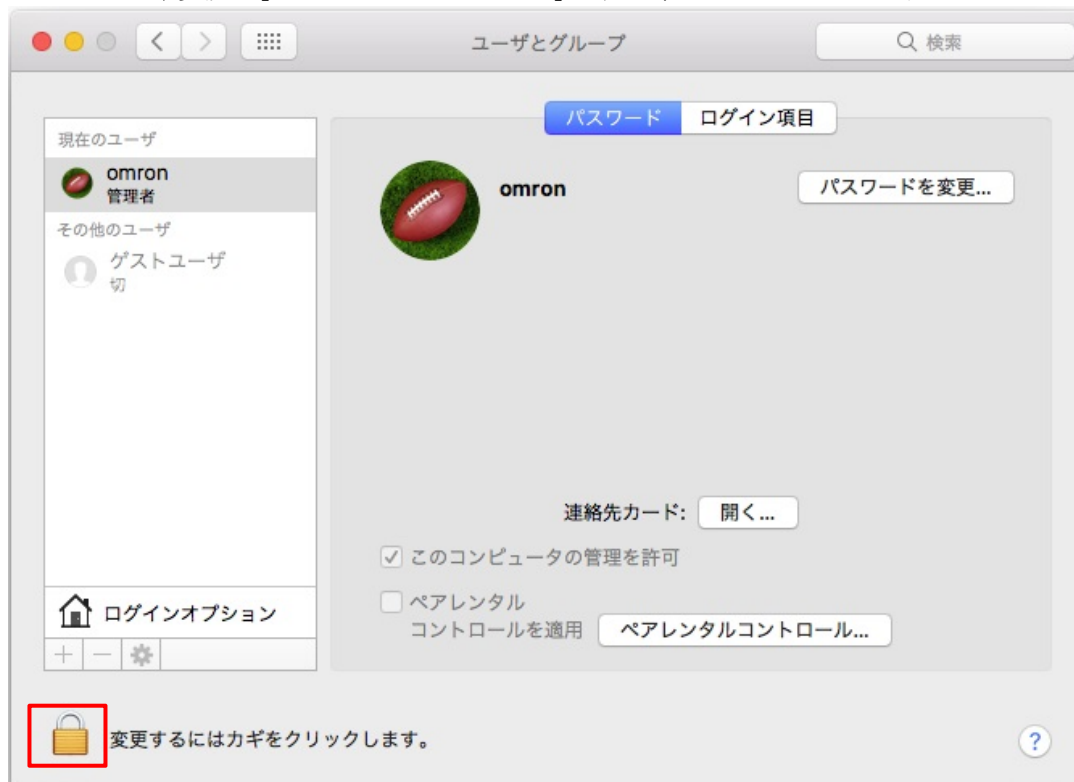 ユーザとグループ
検索
パスワード
ログイン項目
現在のユーザ
omron
管理者
その他のユーザ
ゲストユーザ
切
ログインオプション
omron
パスワードを変更...
連絡先カード:
開く...
このコンピュータの管理を許可
ペアレンタル
コントロールを適用
ペアレンタルコントロール...
変更するにはカギをクリックします。
?